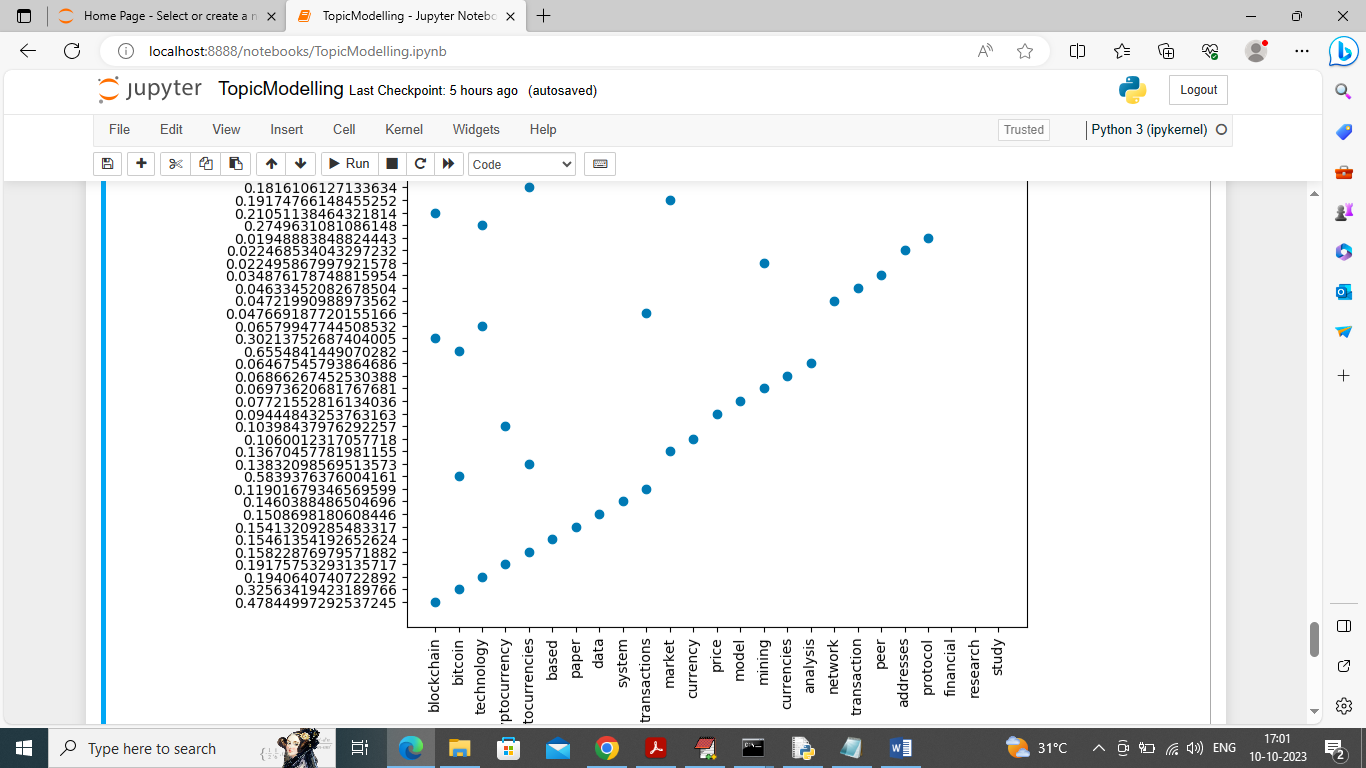 Home Page - Select or create a n
TopicModelling - Jupyter Notebo
localhost:8888/notebooks/TopicModelling.ipynb
jupyter TopicModelling Last Checkpoint: 5 hours ago (autosaved)
Logout
File Edit View Insert Cell Kernel Widgets Help
Trusted
Python 3 (ipykernel)
Run
Code
0.1816106127133634
0.19174766148455252
0.21051138464321814
0.2749631081086148
0.01948883848824443
0.022468534043297232
0.022495867997921578
0.034876178748815954
0.04633452082678504
0.04721990988973562
0.047669187720155166
0.06579947744508532
0.30213752687404005
0.6554841449070282
0.06467545793864686
0.06866267452530388
0.06973620681767681
0.07721552816134036
0.09444843253763163
0.10398437976292257
0.1060012317057718
0.13670457781981155
0.13832098569513573
0.5839376376004161
0.11901679346569599
0.1460388486504696
0.1508698180608446
0.15413209285483317
0.15461354192652624
0.15822876979571882
0.19175753293135717
0.1940640740722892
0.32563419423189766
0.47844997292537245
blockchain
bitcoin
technology
yptocurrency
tocurrencies
based
paper
data
system
transactions
market
currency
price
model
mining
currencies
analysis
network
transaction
peer
addresses
protocol
financial
research
study
Type here to search
31°C
ENG
17:01
10-10-2023
2